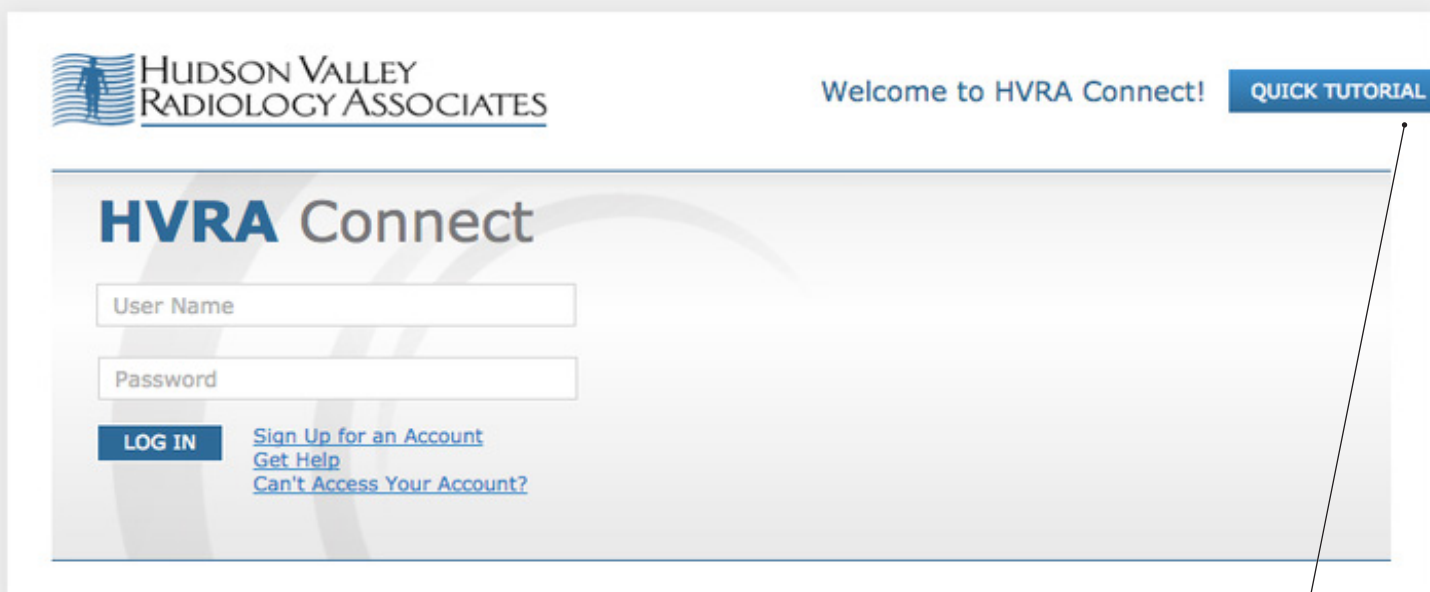 HUDSON VALLEY
RADIOLOGY ASSOCIATES
Welcome to HVRA Connect!
QUICK TUTORIAL
HVRA Connect
User Name
Password
LOG IN
Sign Up for an Account
Get Help
Can't Access Your Account?